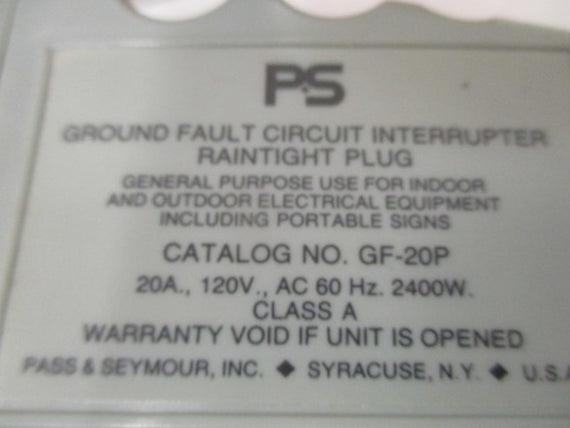 P&S
GROUND FAULT CIRCUIT INTERRUPTER
RAINTIGHT PLUG
GENERAL PURPOSE USE FOR INDOOR
AND OUTDOOR ELECTRICAL EQUIPMENT
INCLUDING PORTABLE SIGNS
CATALOG NO. GF-20P
20A., 120V., AC 60 Hz. 2400W.
CLASS A
WARRANTY VOID IF UNIT IS OPENED
PASS & SEYMOUR, INC. ◆ SYRACUSE, N.Y. ◆ U.S.A